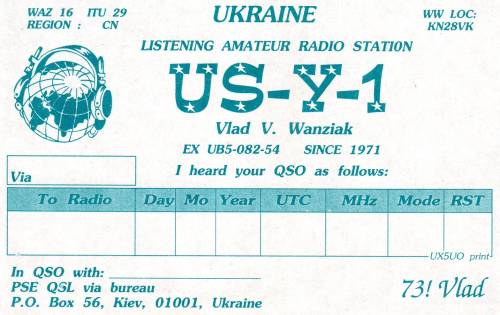 WAZ 16 ITU 29
REGION : CN
UKRAINE
WW LOC:
KN28VK
LISTENING AMATEUR RADIO STATION
US-Y-1
Vlad V. Wanziak
EX UB5-082-54 SINCE 1971
I heard your QSO as follows:
Via
To Radio Day Mo Year UTC MHz Mode RST
UX5UO print
In QSO with:
PSE QSL via bureau
P.O. Box 56, Kiev, 01001, Ukraine
73! Vlad